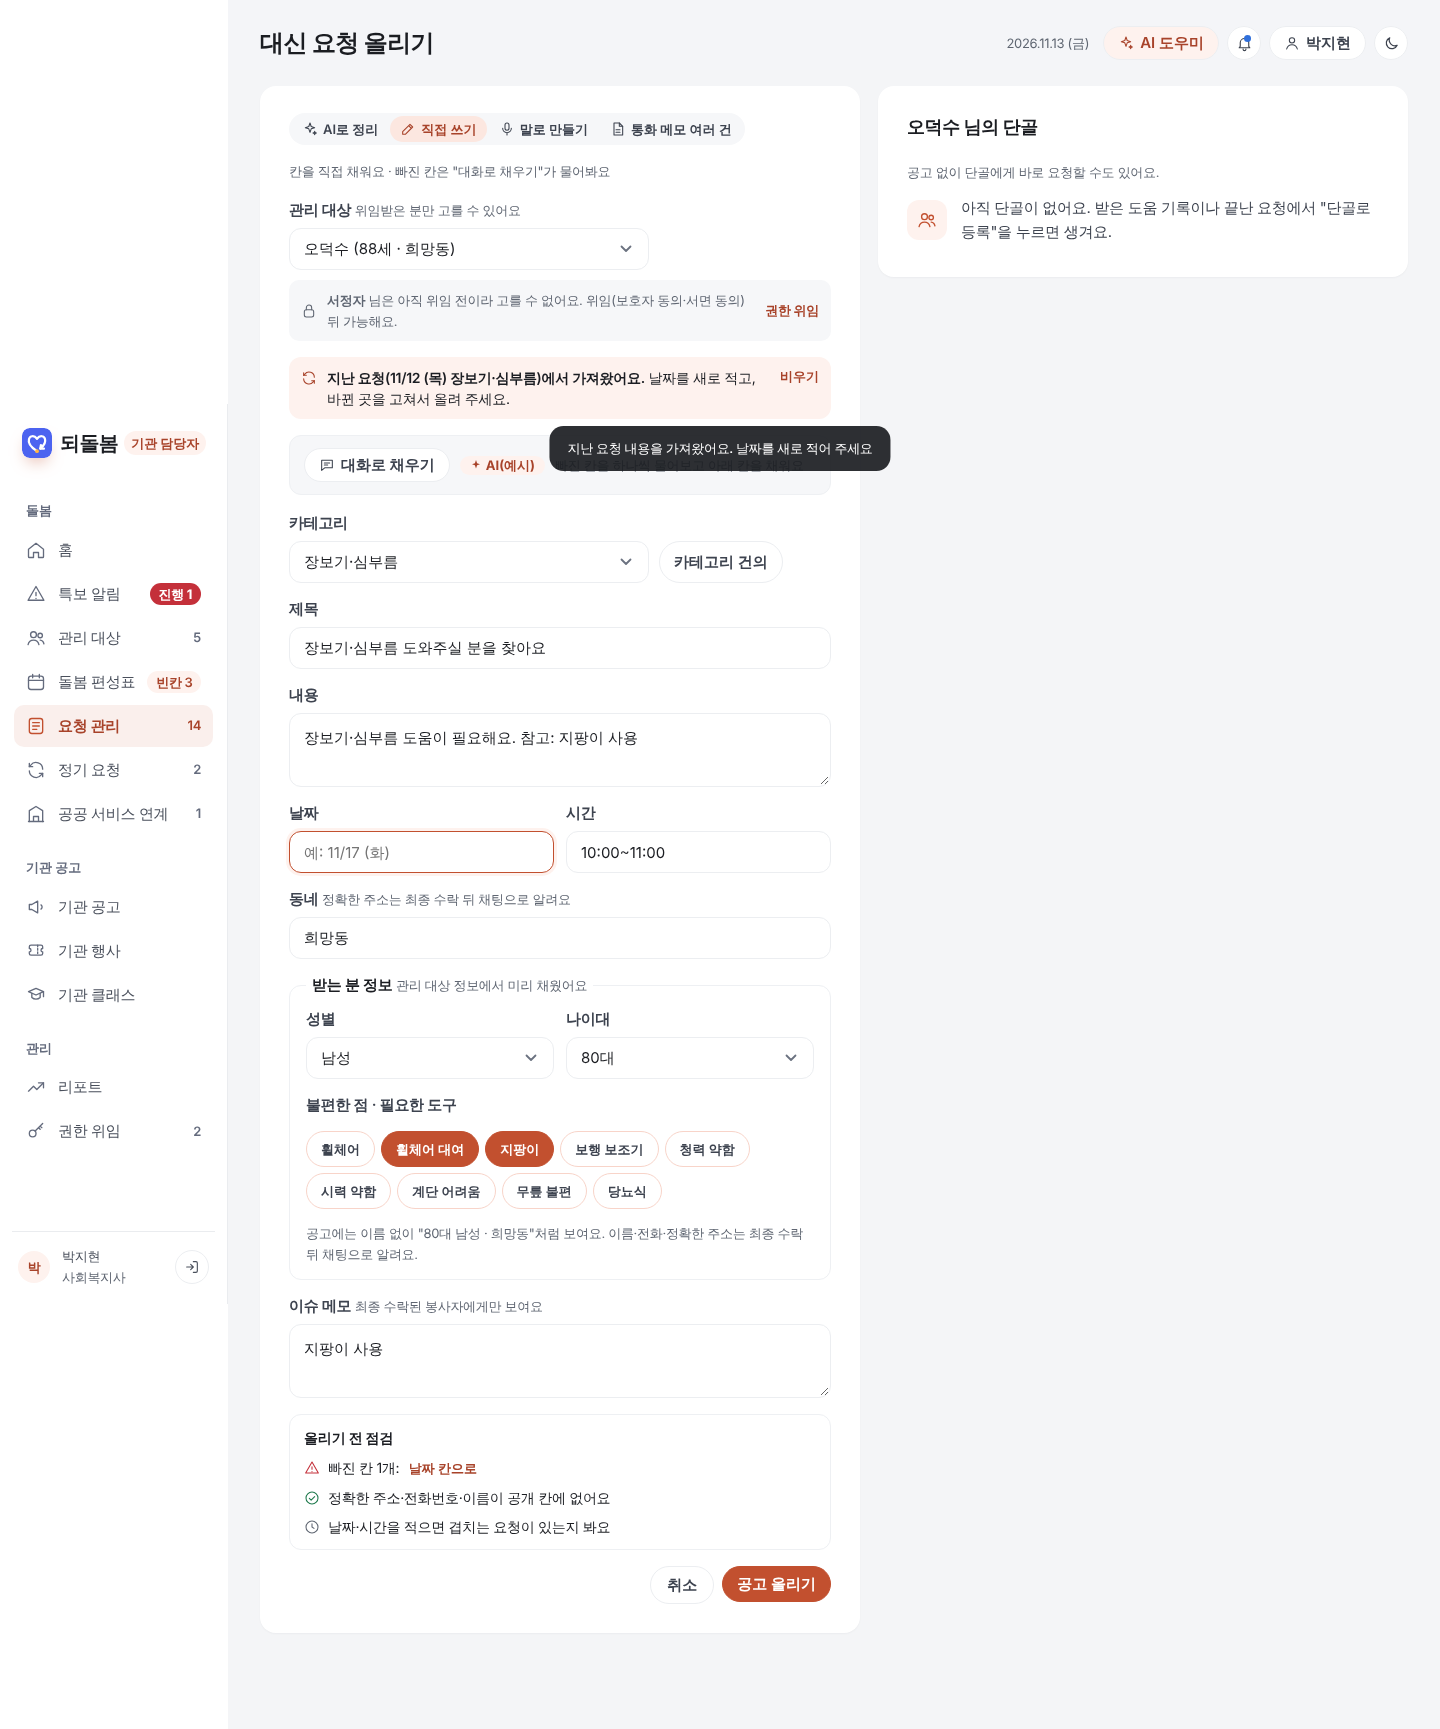 대신 요청 올리기
2026.11.13 (금)
AI 도우미
박지현
되돌봄
기관 담당자
돌봄
홈
특보 알림
진행 1
관리 대상
5
돌봄 편성표
빈칸 3
요청 관리
14
정기 요청
2
공공 서비스 연계
1
기관 공고
기관 공고
기관 행사
기관 클래스
관리
리포트
권한 위임
2
박
박지현
사회복지사
AI로 정리
직접 쓰기
말로 만들기
통화 메모 여러 건
칸을 직접 채워요 · 빠진 칸은 "대화로 채우기"가 물어봐요
관리 대상 위임받은 분만 고를 수 있어요
오덕수 (88세 · 희망동)
서정자 님은 아직 위임 전이라 고를 수 없어요. 위임(보호자 동의·서면 동의)
뒤 가능해요.
권한 위임
지난 요청(11/12 (목) 장보기·심부름)에서 가져왔어요. 날짜를 새로 적고,
바뀐 곳을 고쳐서 올려 주세요.
비우기
지난 요청 내용을 가져왔어요. 날짜를 새로 적어 주세요
대화로 채우기
AI(예시)
카테고리
장보기·심부름
카테고리 건의
제목
장보기·심부름 도와주실 분을 찾아요
내용
장보기·심부름 도움이 필요해요. 참고: 지팡이 사용
날짜
시간
예: 11/17 (화)
10:00~11:00
동네 정확한 주소는 최종 수락 뒤 채팅으로 알려요
희망동
받는 분 정보 관리 대상 정보에서 미리 채웠어요
성별
나이대
남성
80대
불편한 점 · 필요한 도구
휠체어
휠체어 대여
지팡이
보행 보조기
청력 약함
시력 약함
계단 어려움
무릎 불편
당뇨식
공고에는 이름 없이 "80대 남성 · 희망동"처럼 보여요. 이름·전화·정확한 주소는 최종 수락
뒤 채팅으로 알려요.
이슈 메모 최종 수락된 봉사자에게만 보여요
지팡이 사용
올리기 전 점검
빠진 칸 1개: 날짜 칸으로
정확한 주소·전화번호·이름이 공개 칸에 없어요
날짜·시간을 적으면 겹치는 요청이 있는지 봐요
취소
공고 올리기
오덕수 님의 단골
공고 없이 단골에게 바로 요청할 수도 있어요.
아직 단골이 없어요. 받은 도움 기록이나 끝난 요청에서 "단골로
등록"을 누르면 생겨요.